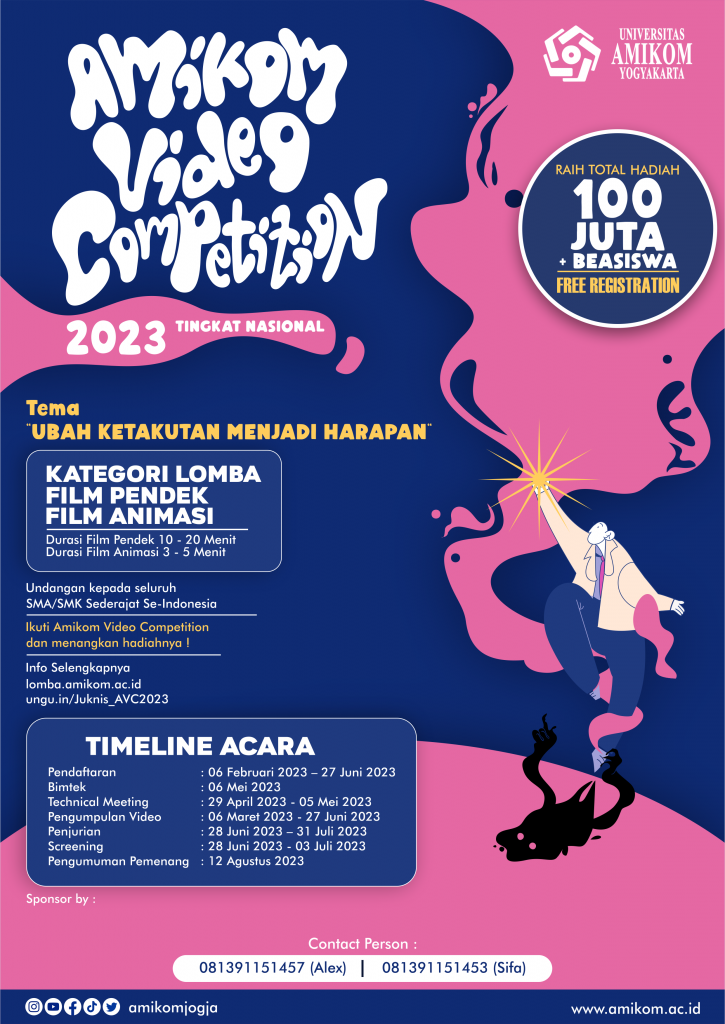 AMIKOM
VIDEO
COMPETITION
2023 TINGKAT NASIONAL
UNIVERSITAS
AMIKOM
YOGYAKARTA
RAIH TOTAL HADIAH
100
JUTA
+ BEASISWA
FREE REGISTRATION
Tema
"UBAH KETAKUTAN MENJADI HARAPAN"
KATEGORI LOMBA
FILM PENDEK
FILM ANIMASI
Durasi Film Pendek 10 - 20 Menit
Durasi Film Animasi 3 - 5 Menit
Undangan kepada seluruh
SMA/SMK Sederajat Se-Indonesia
Ikuti Amikom Video Competition
dan menangkan hadiahnya !
Info Selengkapnya
lomba.amikom.ac.id
ungu.in/Juknis_AVC2023
TIMELINE ACARA
Pendaftaran : 06 Februari 2023 – 27 Juni 2023
Bimtek : 06 Mei 2023
Technical Meeting : 29 April 2023 - 05 Mei 2023
Pengumpulan Video : 06 Maret 2023 - 27 Juni 2023
Penjurian : 28 Juni 2023 – 31 Juli 2023
Screening : 28 Juni 2023 - 03 Juli 2023
Pengumuman Pemenang : 12 Agustus 2023
Sponsor by :
Contact Person :
081391151457 (Alex) | 081391151453 (Sifa)
amikomjogja
www.amikom.ac.id